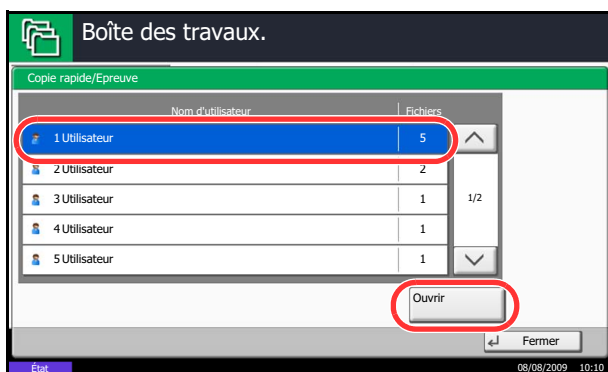 Boîte des travaux.
Copie rapide/Epreuve
Nom d'utilisateur Fichiers
1 Utilisateur 5
2 Utilisateur 2
3 Utilisateur 1 1/2
4 Utilisateur 1
5 Utilisateur 1
Ouvrir
Fermer
État 08/08/2009 10:10